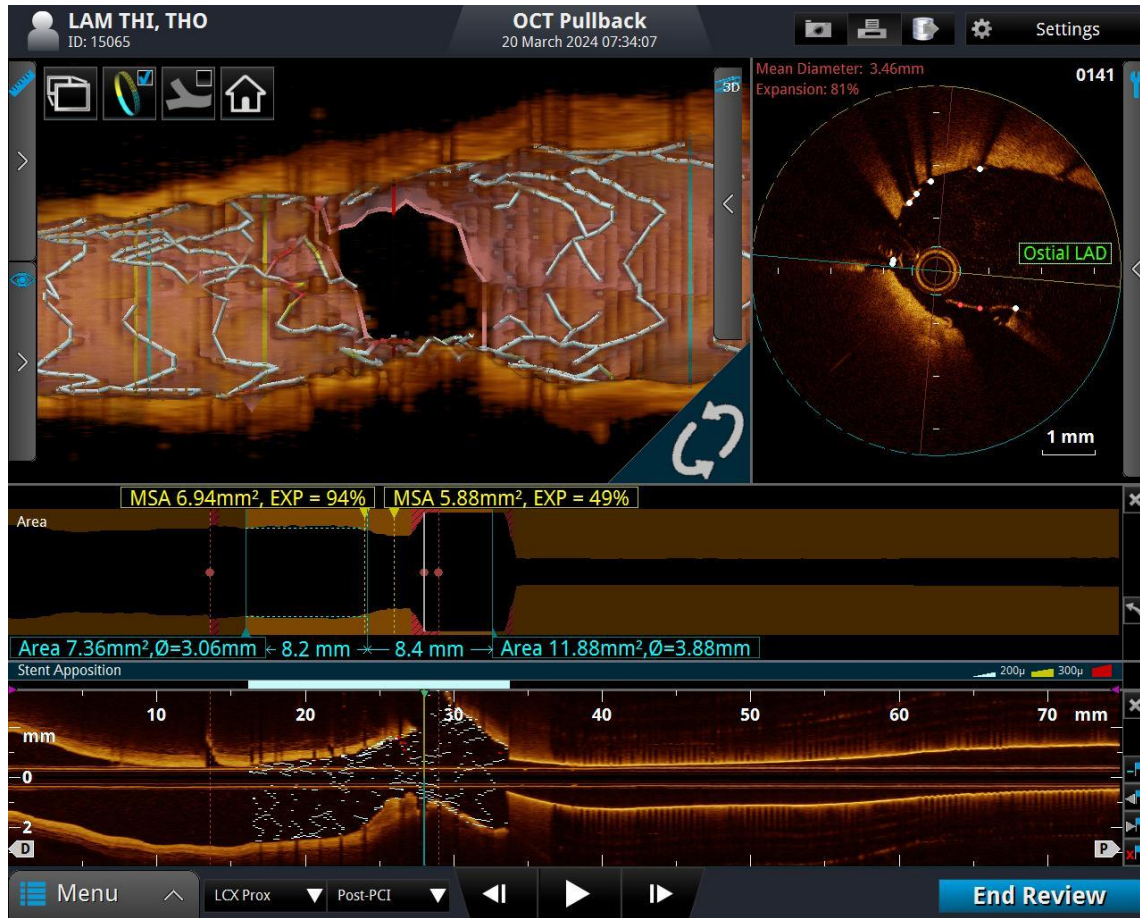 LAM THI, THO
ID: 15065
OCT Pullback
20 March 2024 07:34:07
Settings
3D
Mean Diameter: 3.46mm
Expansion: 81%
0141
Ostial LAD
1 mm
MSA 6.94mm², EXP = 94%
MSA 5.88mm², EXP = 49%
Area
Area 7.36mm²,Ø=3.06mm
8.2 mm
8.4 mm
Area 11.88mm²,Ø=3.88mm
Stent Apposition
200µ
300µ
10 20 30 40 50 60 70 mm
mm
0
2
D
P
Menu
LCX Prox
Post-PCI
End Review